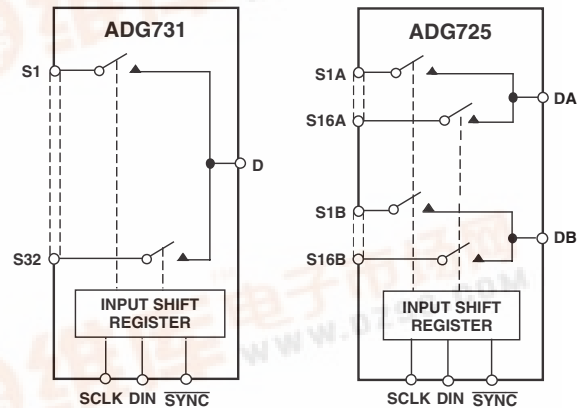 ADG731
S1
D
S32
INPUT SHIFT
REGISTER
SCLK DIN SYNC
ADG725
S1A
DA
S16A
S1B
DB
S16B
INPUT SHIFT
REGISTER
SCLK DIN SYNC